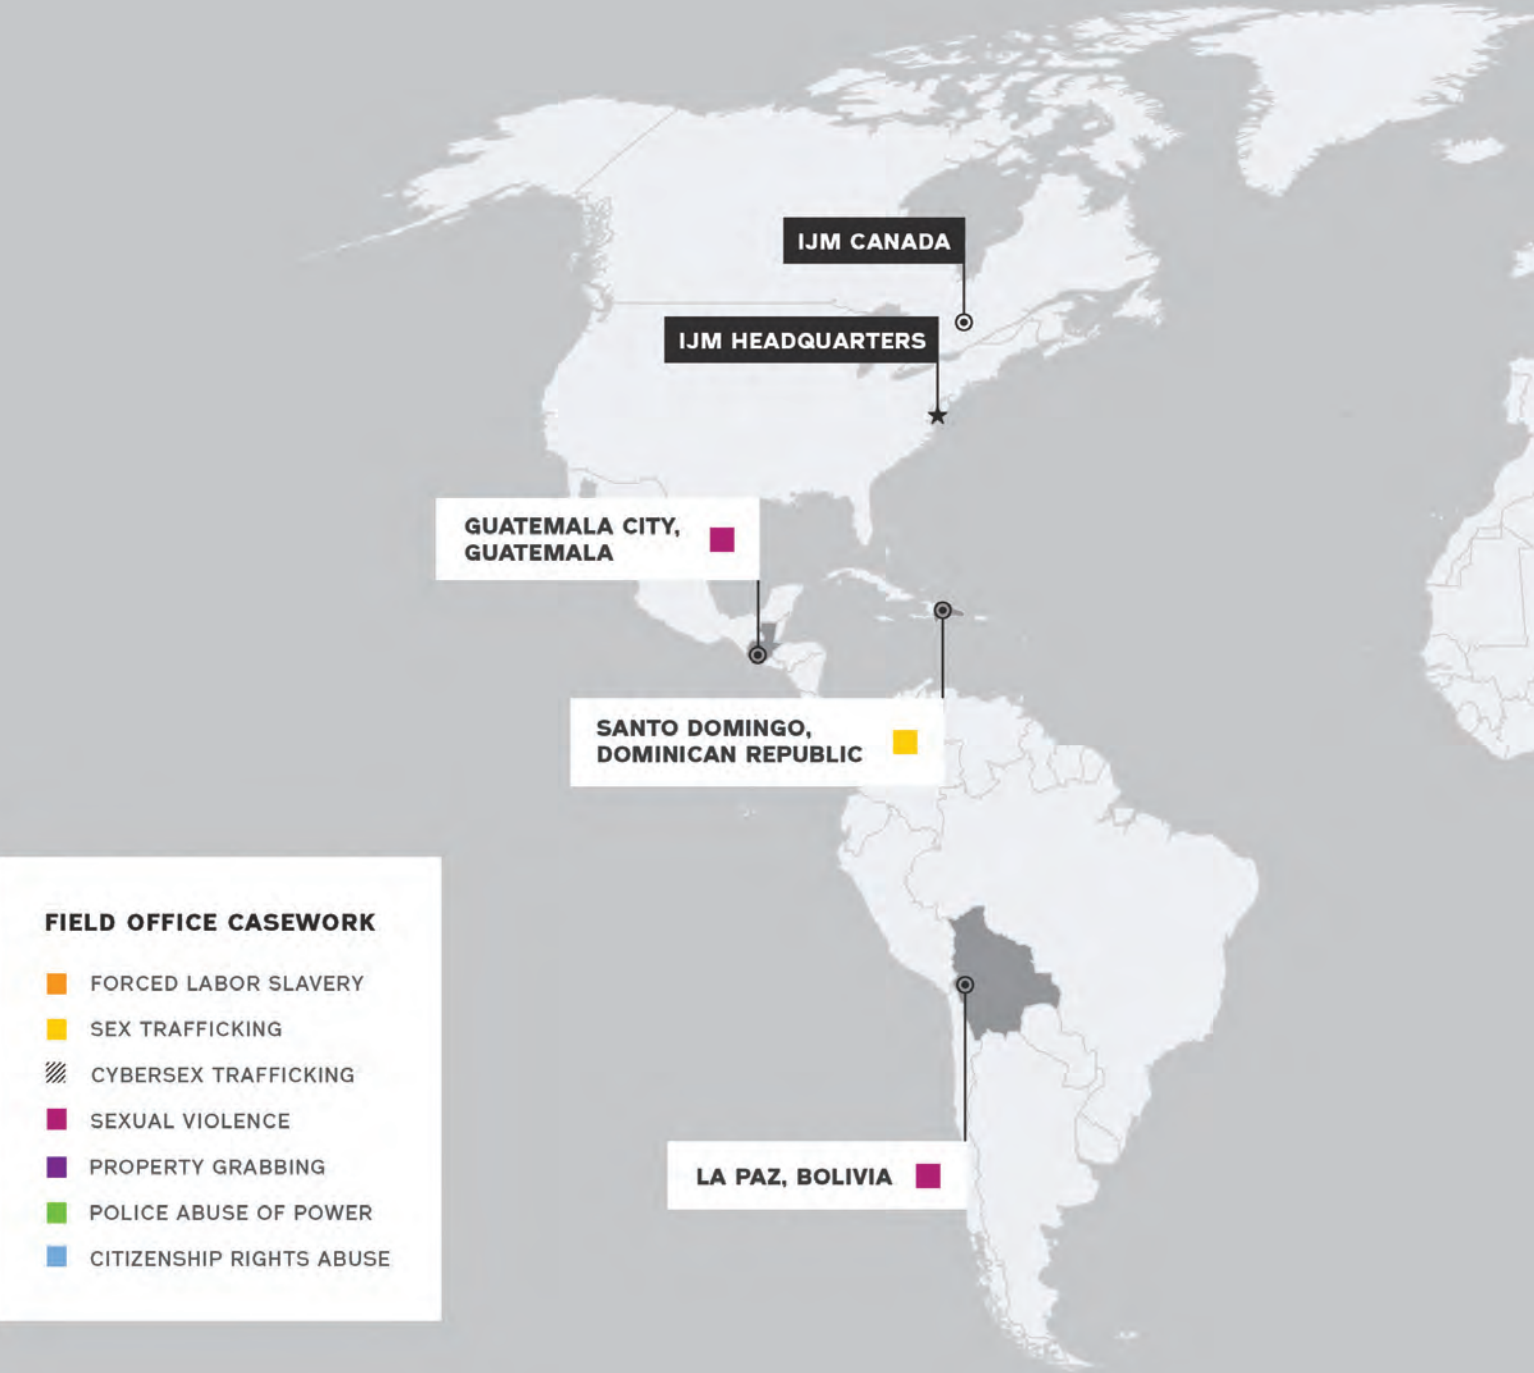 IJM CANADA
IJM HEADQUARTERS
GUATEMALA CITY,
GUATEMALA
SANTO DOMINGO,
DOMINICAN REPUBLIC
FIELD OFFICE CASEWORK
FORCED LABOR SLAVERY
SEX TRAFFICKING
CYBERSEX TRAFFICKING
SEXUAL VIOLENCE
PROPERTY GRABBING
POLICE ABUSE OF POWER
CITIZENSHIP RIGHTS ABUSE
LA PAZ, BOLIVIA